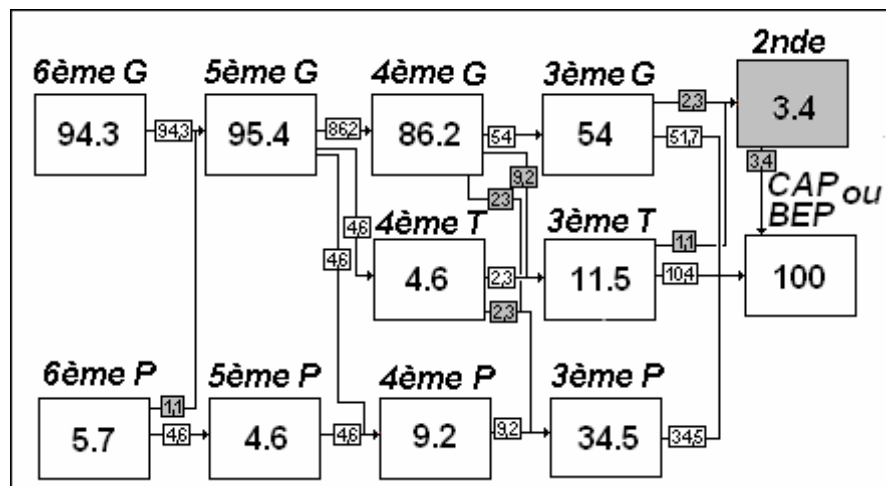 2nde
6ème G 5ème G 4ème G 3ème G
94.3 94,3 95.4 86,2 86.2 54 54 2,3 3.4
51,7
9,2 3,4
23 CAP ou
BEP
4ème T 3ème T
4,6 1,1
4,6 4.6 2,3 11.5 10,4 100
2,3
6ème P 5ème P 4ème P 3ème P
1,1
5.7 4,6 4.6 4,6 9.2 9,2 34.5 34,5